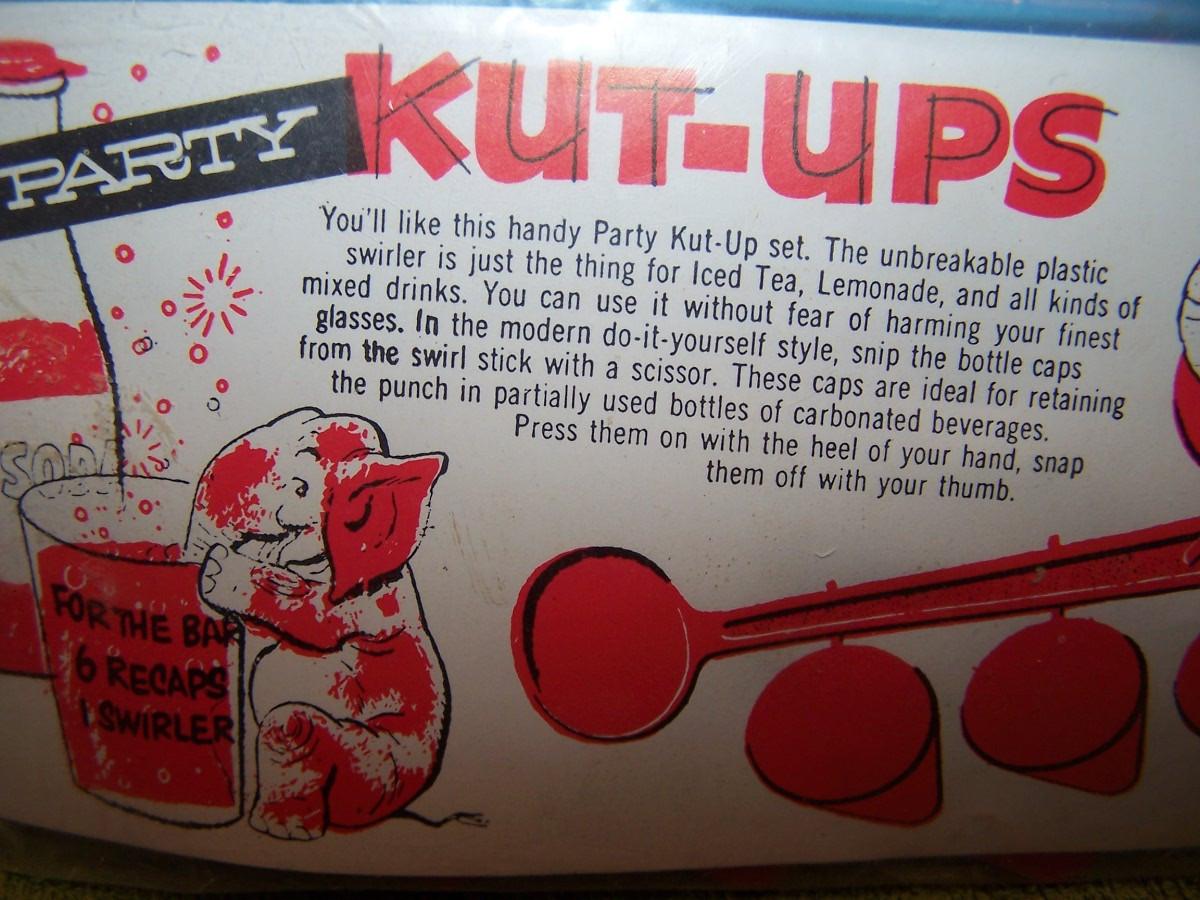 PARTY KUT-UPS
You'll like this handy Party Kut-Up set. The unbreakable plastic
swirler is just the thing for Iced Tea, Lemonade, and all kinds of
mixed drinks. You can use it without fear of harming your finest
glasses. In the modern do-it-yourself style, snip the bottle caps
from the swirl stick with a scissor. These caps are ideal for retaining
the punch in partially used bottles of carbonated beverages.
Press them on with the heel of your hand, snap
them off with your thumb.
SODA
FOR THE BAR
6 RECAPS
1 SWIRLER